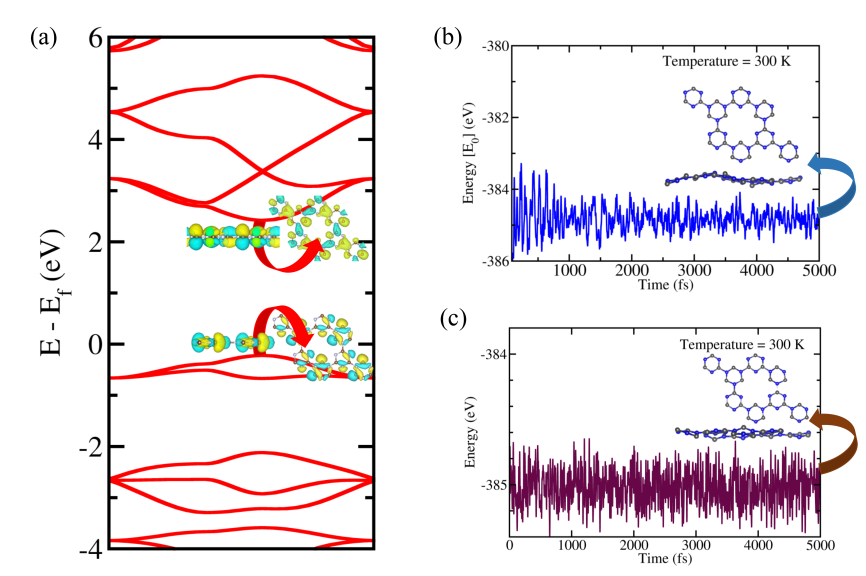 (a)
6
4
2
0
-2
-4
E - E_f (eV)
(b)
-380
-382
-384
-386
Energy [E_0] (eV)
Temperature = 300 K
1000 2000 3000 4000 5000
Time (fs)
(c)
-384
-385
Energy (eV)
Temperature = 300 K
0 1000 2000 3000 4000 5000
Time (fs)